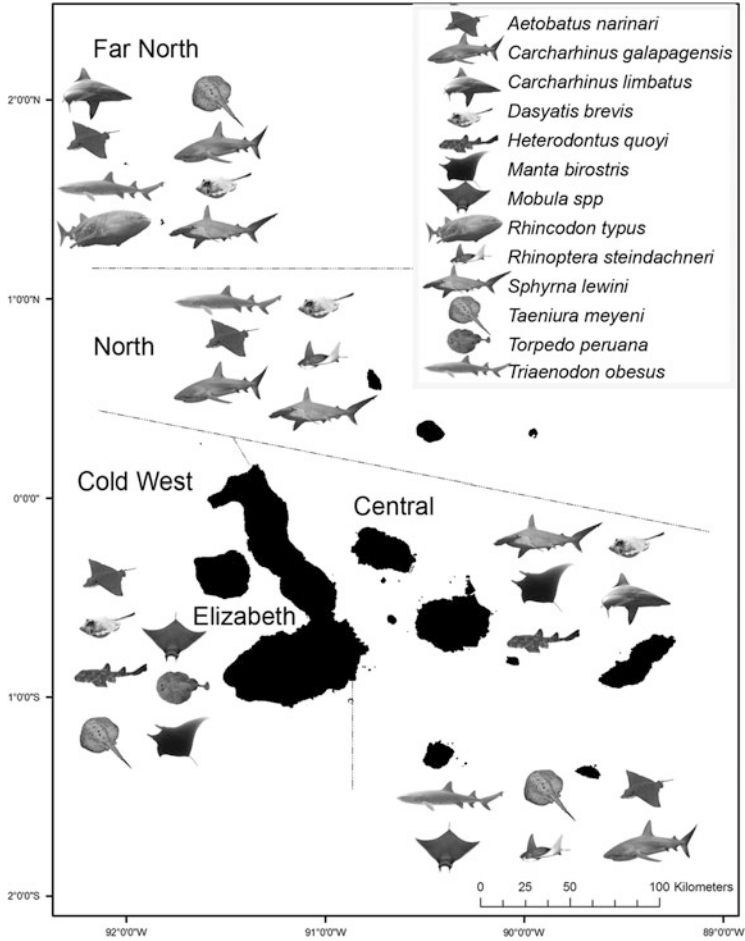 Far North
Aetobatus narinari
Carcharhinus galapagensis
Carcharhinus limbatus
Dasyatis brevis
Heterodontus quoyi
Manta birostris
Mobula spp
Rhincodon typus
Rhinoptera steindachneri
Sphyrna lewini
Taeniura meyeni
Torpedo peruana
Triaenodon obesus
2°0'0"N
1°0'0"N
North
Cold West
0°0'0"
Central
Elizabeth
1°0'0"S
2°0'0"S
0 25 50 100 Kilometers
92°0'0"W 91°0'0"W 90°0'0"W 89°0'0"W